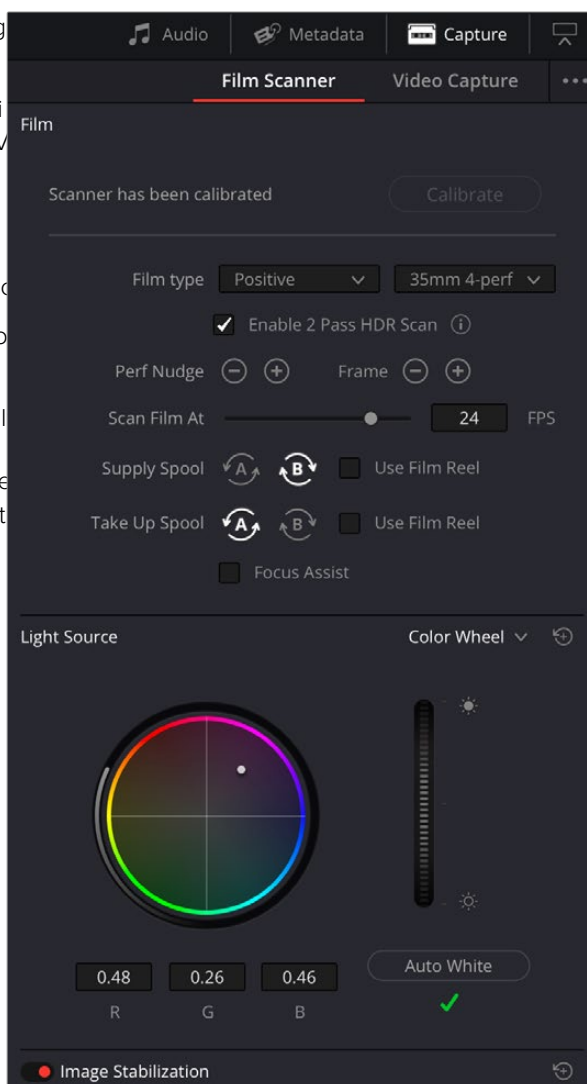 Audio Metadata Capture
Film Scanner Video Capture
Film
Scanner has been calibrated Calibrate
Film type Positive 35mm 4-perf
Enable 2 Pass HDR Scan
Perf Nudge Frame
Scan Film At 24 FPS
Supply Spool A B Use Film Reel
Take Up Spool A B Use Film Reel
Focus Assist
Light Source Color Wheel
0.48 0.26 0.46 Auto White
R G B
Image Stabilization